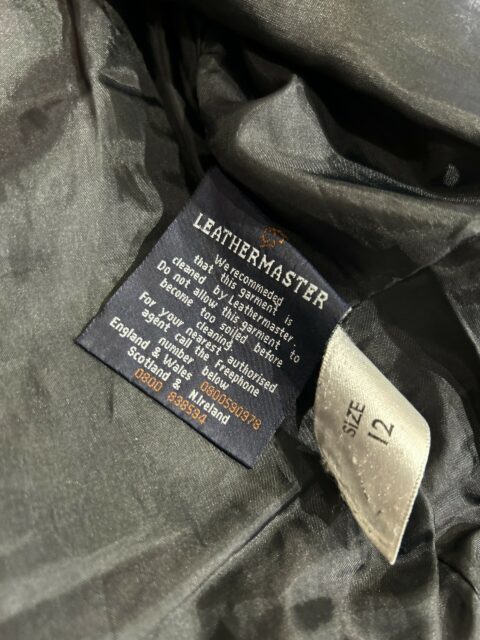 LEATHERMASTER
We recommeded
that this garment is
cleaned by Leathermaster.
Do not allow this garment to
become too soiled before
cleaning.
For your nearest authorised
agent call the Freephone
number below
England & Wales 0800590978
Scotland & N.Ireland
0800 838594
SIZE
12